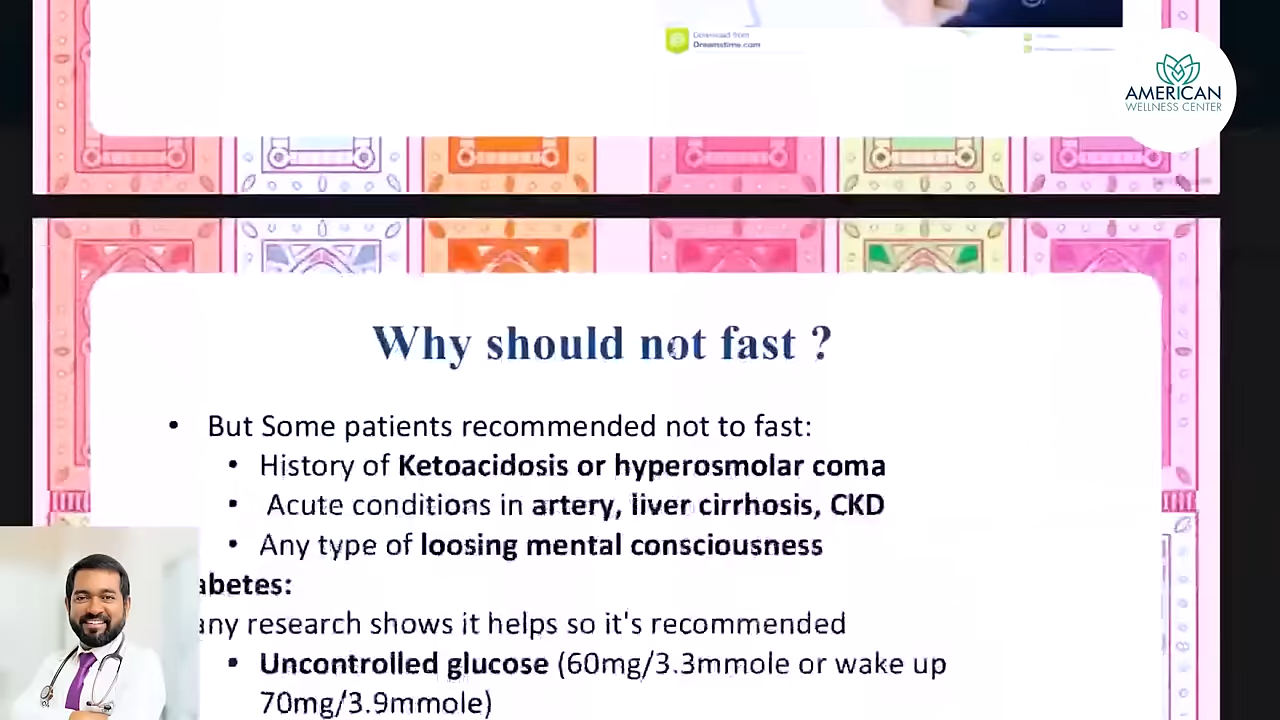 Download from
Dreamstime.com
AMERICAN
WELLNESS CENTER
Why should not fast ?
• But Some patients recommended not to fast:
• History of Ketoacidosis or hyperosmolar coma
• Acute conditions in artery, liver cirrhosis, CKD
• Any type of loosing mental consciousness
abetes:
any research shows it helps so it's recommended
• Uncontrolled glucose (60mg/3.3mmole or wake up
70mg/3.9mmole)